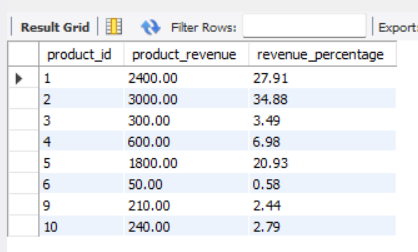 Result Grid Filter Rows: Export:
product_id product_revenue revenue_percentage
1 2400.00 27.91
2 3000.00 34.88
3 300.00 3.49
4 600.00 6.98
5 1800.00 20.93
6 50.00 0.58
9 210.00 2.44
10 240.00 2.79